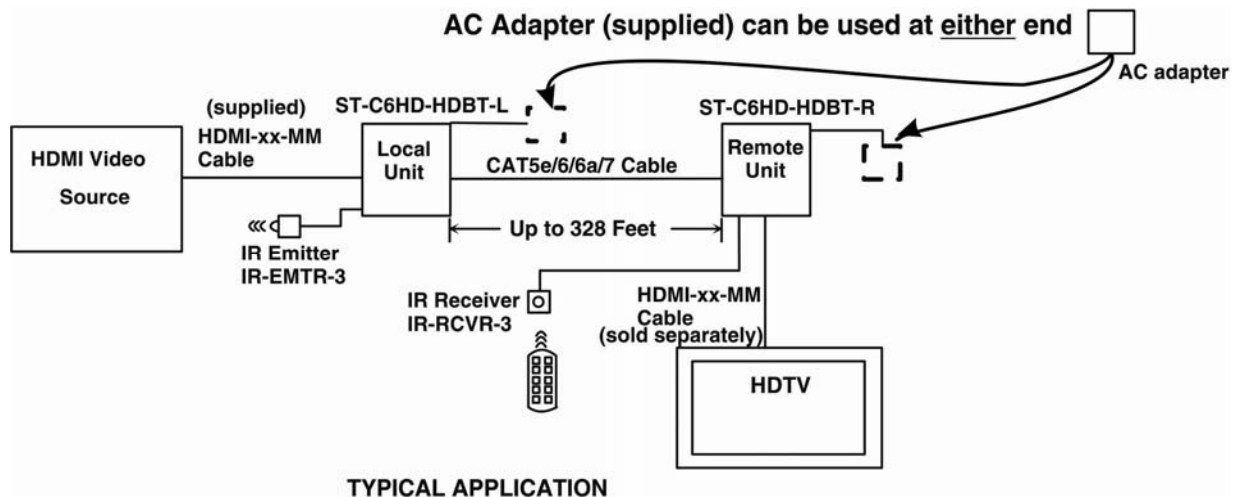 AC Adapter (supplied) can be used at either end
AC adapter
(supplied)
HDMI-xx-MM
Cable
ST-C6HD-HDBT-L
ST-C6HD-HDBT-R
HDMI Video
Source
Local
Unit
CAT5e/6/6a/7 Cable
Remote
Unit
Up to 328 Feet
IR Emitter
IR-EMTR-3
IR Receiver
IR-RCVR-3
HDMI-xx-MM
Cable
(sold separately)
HDTV
TYPICAL APPLICATION